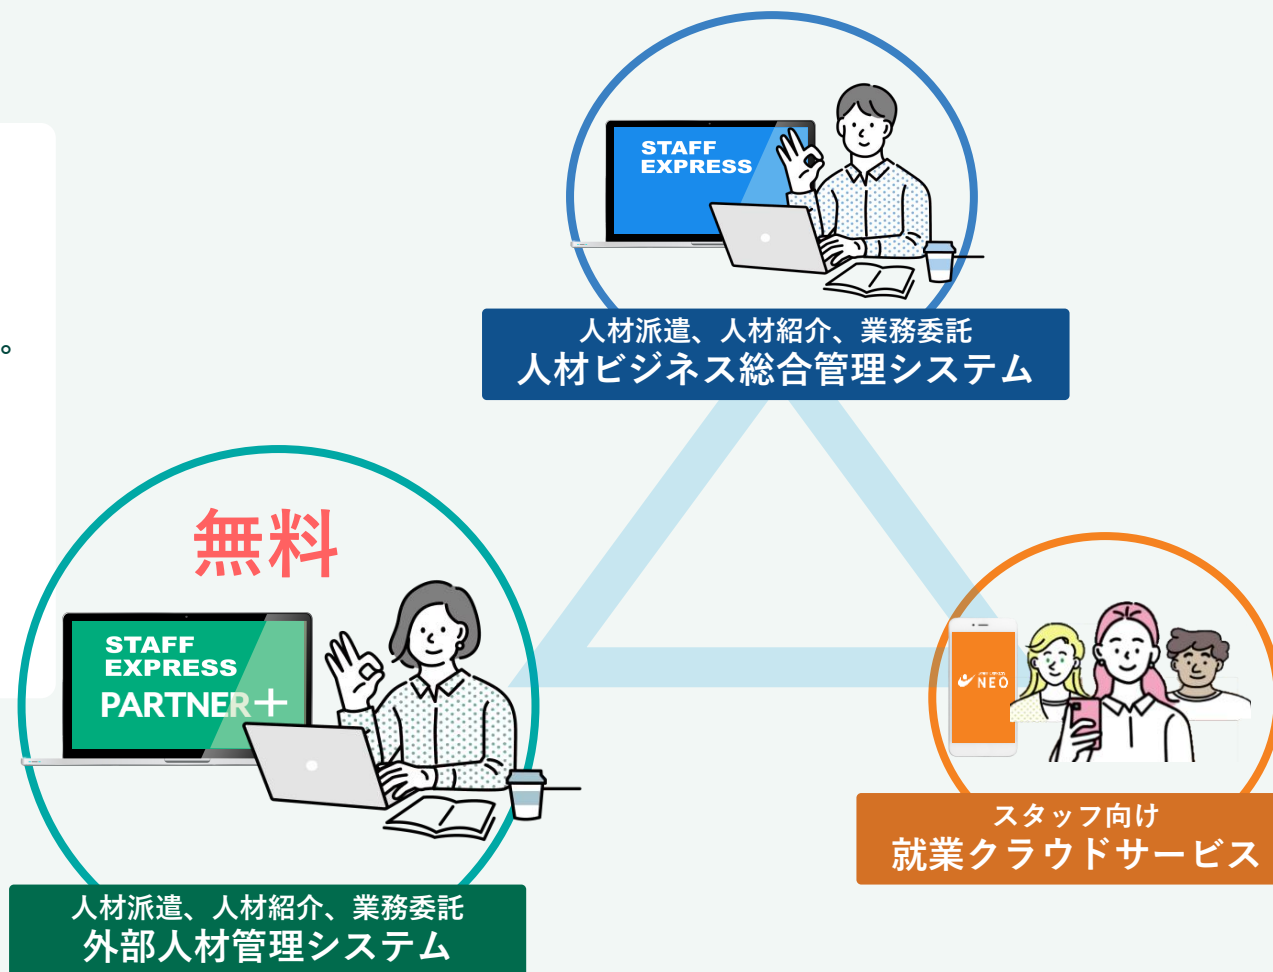 STAFF
EXPRESS
人材派遣、人材紹介、業務委託
人材ビジネス総合管理システム
。
無料
STAFF
EXPRESS
PARTNER+
人材派遣、人材紹介、業務委託
外部人材管理システム
NEO
スタッフ向け
就業クラウドサービス